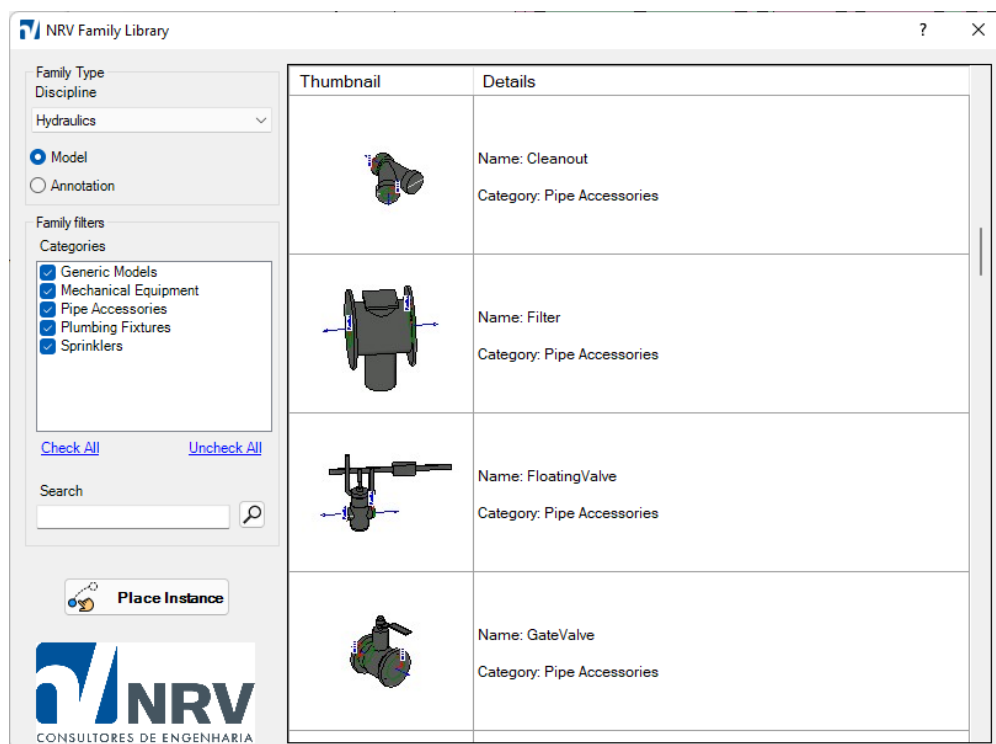 NRV Family Library
?
Family Type
Discipline
Hydraulics
Model
Annotation
Family filters
Categories
Generic Models
Mechanical Equipment
Pipe Accessories
Plumbing Fixtures
Sprinklers
Check All Uncheck All
Search
Place Instance
NRV
CONSULTORES DE ENGENHARIA
Thumbnail Details
Name: Cleanout
Category: Pipe Accessories
Name: Filter
Category: Pipe Accessories
Name: FloatingValve
Category: Pipe Accessories
Name: GateValve
Category: Pipe Accessories